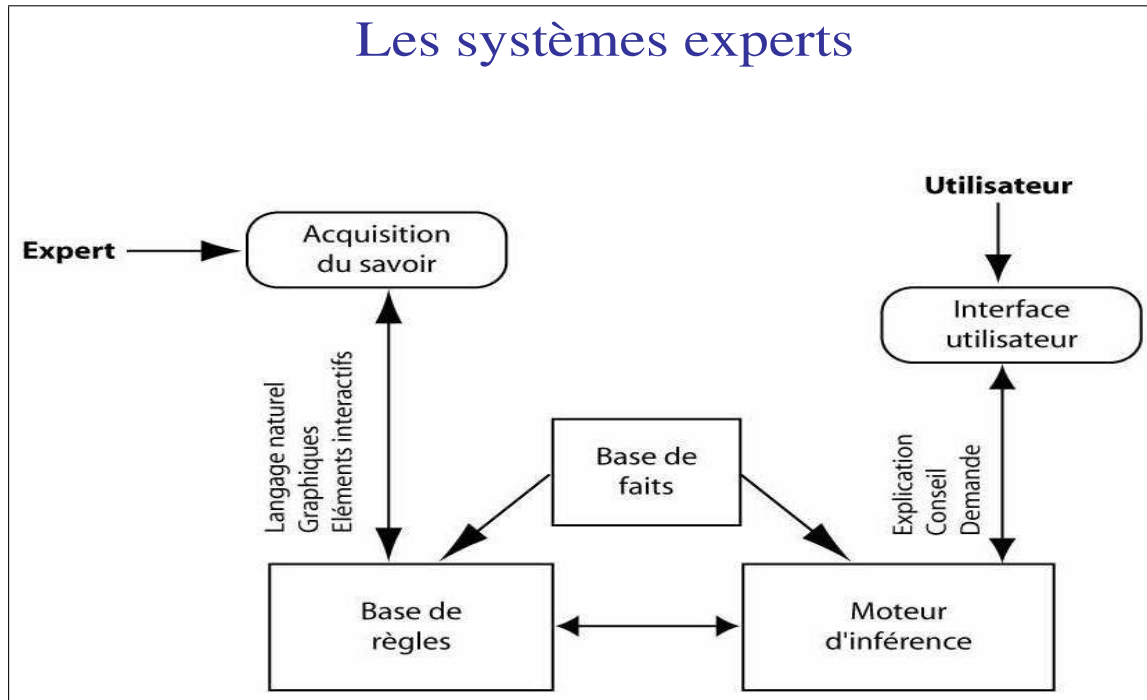 Les systèmes experts
Utilisateur
Expert
Acquisition
du savoir
Interface
utilisateur
Langage naturel
Graphiques
Eléments interactifs
Base de
faits
Explication
Conseil
Demande
Base de
règles
Moteur
d'inférence